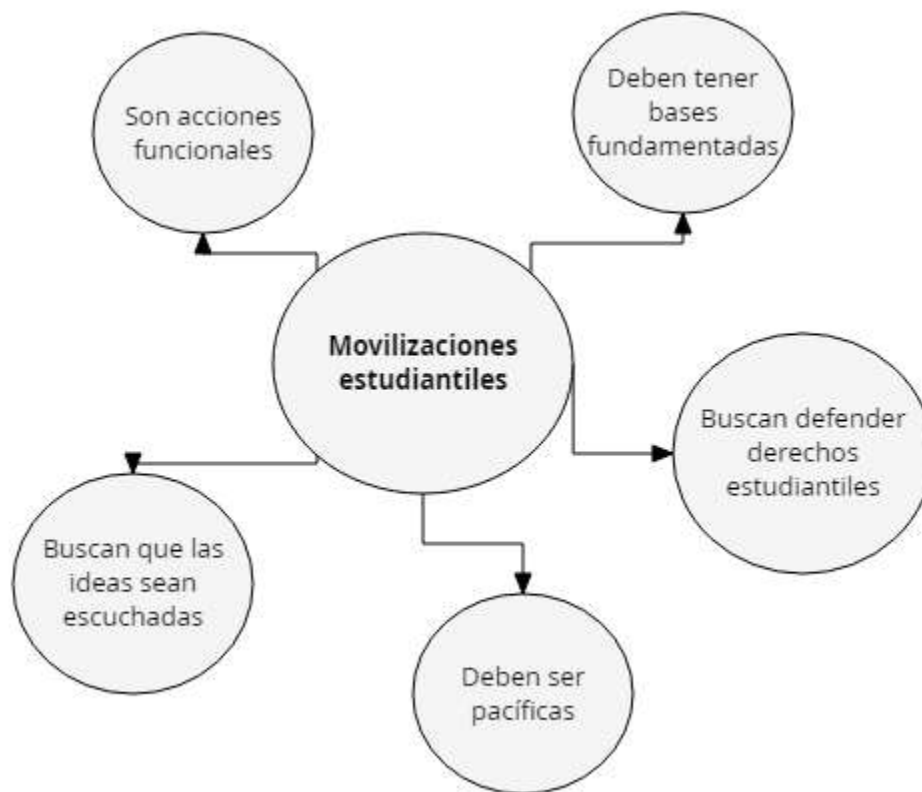 Son acciones
funcionales
Deben tener
bases
fundamentadas
Movilizaciones
estudiantiles
Buscan defender
derechos
estudiantiles
Buscan que las
ideas sean
escuchadas
Deben ser
pacíficas